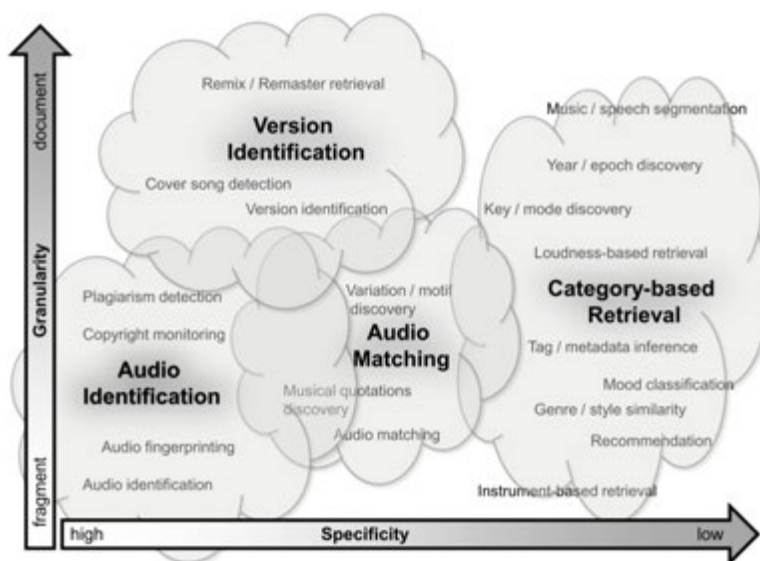 document
Granularity
fragment
Remix / Remaster retrieval
Version
Identification
Cover song detection
Version identification
Music / speech segmentation
Year / epoch discovery
Key / mode discovery
Loudness-based retrieval
Category-based
Retrieval
Tag / metadata inference
Mood classification
Genre / style similarity
Recommendation
Instrument-based retrieval
Plagiarism detection
Copyright monitoring
Audio
Identification
Audio fingerprinting
Audio identification
Variation / motif
discovery
Audio
Matching
Musical quotations
discovery
Audio matching
high
Specificity
low